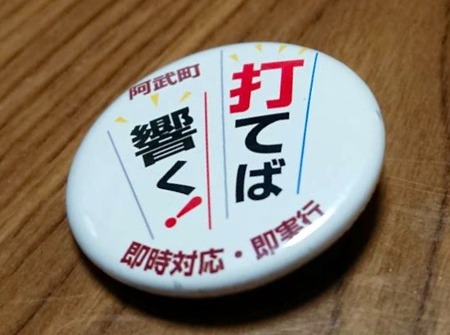 阿武町
打てば
響く!
即時対応・即実行